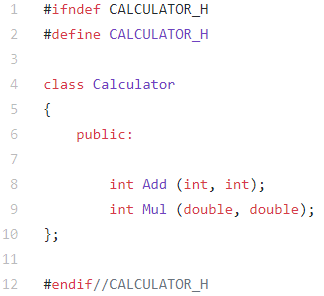 1 #ifndef CALCULATOR_H
2 #define CALCULATOR_H
3
4 class Calculator
5 {
6 public:
7
8 int Add (int, int);
9 int Mul (double, double);
10 };
11
12 #endif//CALCULATOR_H